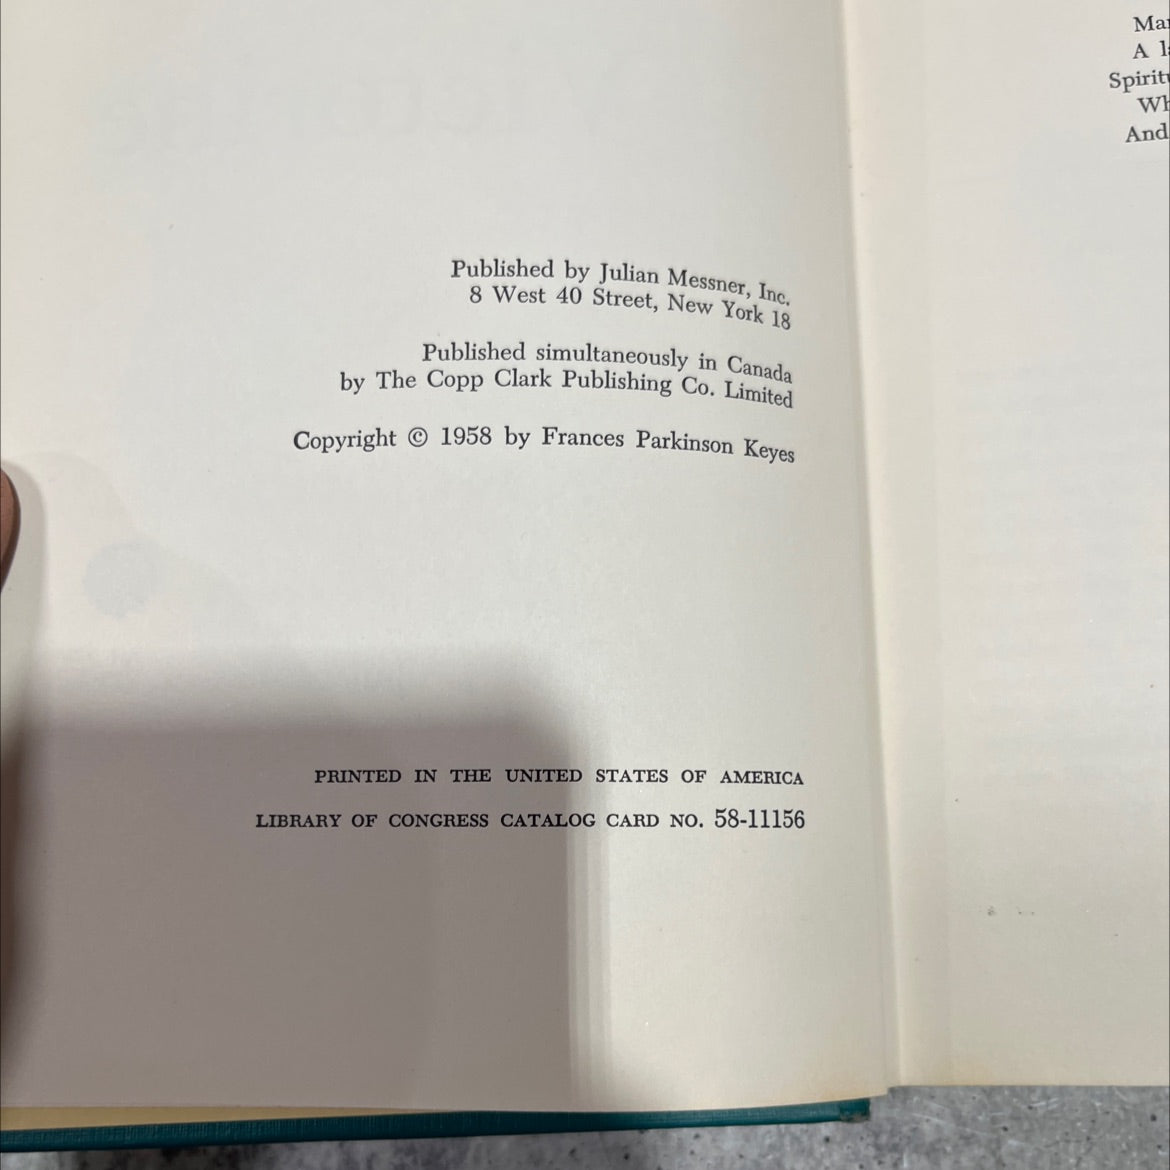 Published by Julian Messner, Inc.
8 West 40 Street, New York 18
Published simultaneously in Canada
by The Copp Clark Publishing Co. Limited
Copyright © 1958 by Frances Parkinson Keyes
PRINTED IN THE UNITED STATES OF AMERICA
LIBRARY OF CONGRESS CATALOG CARD NO. 58-11156
A
And